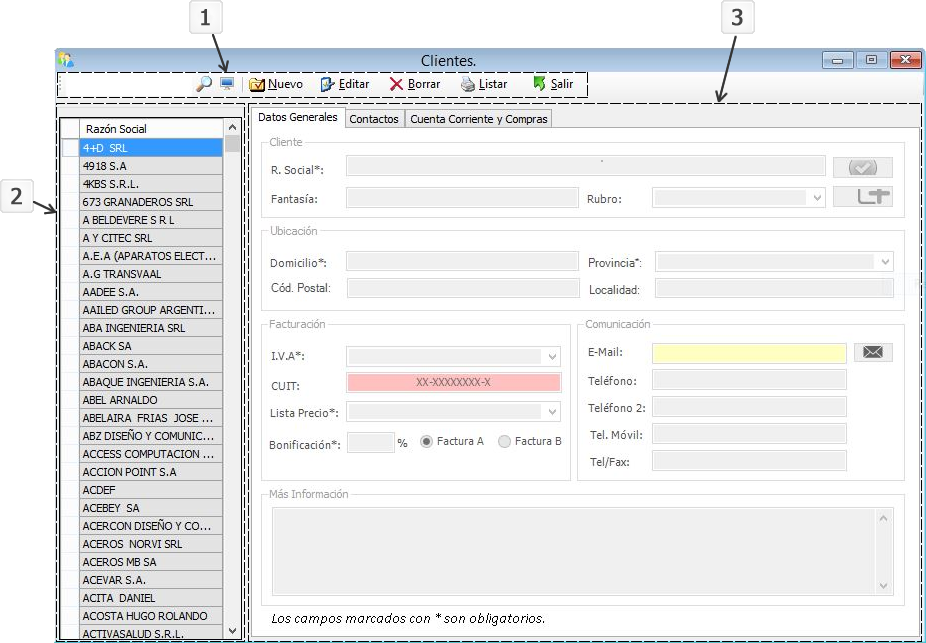 1
3
Clientes.
Nuevo Editar Borrar Listar Salir
2
Razón Social
4+D SRL
4918 S.A
4KBS S.R.L.
673 GRANADEROS SRL
A BELDEVERE S R L
A Y CITEC SRL
A.E.A (APARATOS ELECT...
A.G TRANSVAAL
AADEE S.A.
AAILED GROUP ARGENTI...
ABA INGENIERIA SRL
ABACK SA
ABACON S.A.
ABAQUE INGENIERIA S.A.
ABEL ARNALDO
ABELAIRA FRIAS JOSE ...
ABZ DISEÑO Y COMUNIC...
ACCESS COMPUTACION ...
ACCION POINT S.A
ACDEF
ACEBEY SA
ACERCON DISEÑO Y CO...
ACEROS NORVI SRL
ACEROS MB SA
ACEVAR S.A.
ACITA DANIEL
ACOSTA HUGO ROLANDO
ACTIVASALUD S.R.L.
Datos Generales Contactos Cuenta Corriente y Compras
Cliente
R. Social*:
Fantasía: Rubro:
Ubicación
Domicilio*: Provincia*:
Cód. Postal: Localidad:
Facturación
I.V.A*:
CUIT: XX-XXXXXXXX-X
Lista Precio*:
Bonificación*: % Factura A Factura B
Comunicación
E-Mail:
Teléfono:
Teléfono 2:
Tel. Móvil:
Tel/Fax:
Más Información
Los campos marcados con * son obligatorios.